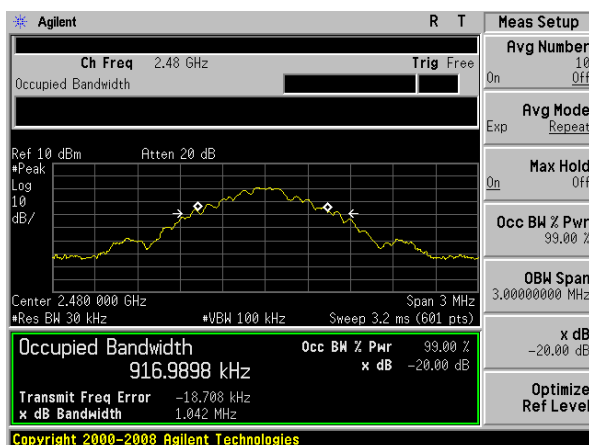 Agilent R T Meas Setup
Ch Freq 2.48 GHz Trig Free
Occupied Bandwidth
Avg Number
10
On Off
Avg Mode
Exp Repeat
Max Hold
On Off
Occ BW % Pwr
99.00 %
OBW Span
3.00000000 MHz
x dB
-20.00 dB
Optimize
Ref Level
Ref 10 dBm Atten 20 dB
#Peak
Log
10
dB/
Center 2.480 000 GHz Span 3 MHz
#Res BW 30 kHz #VBW 100 kHz Sweep 3.2 ms (601 pts)
Occupied Bandwidth Occ BW % Pwr 99.00 %
916.9898 kHz x dB -20.00 dB
Transmit Freq Error -18.708 kHz
x dB Bandwidth 1.042 MHz
Copyright 2000-2008 Agilent Technologies